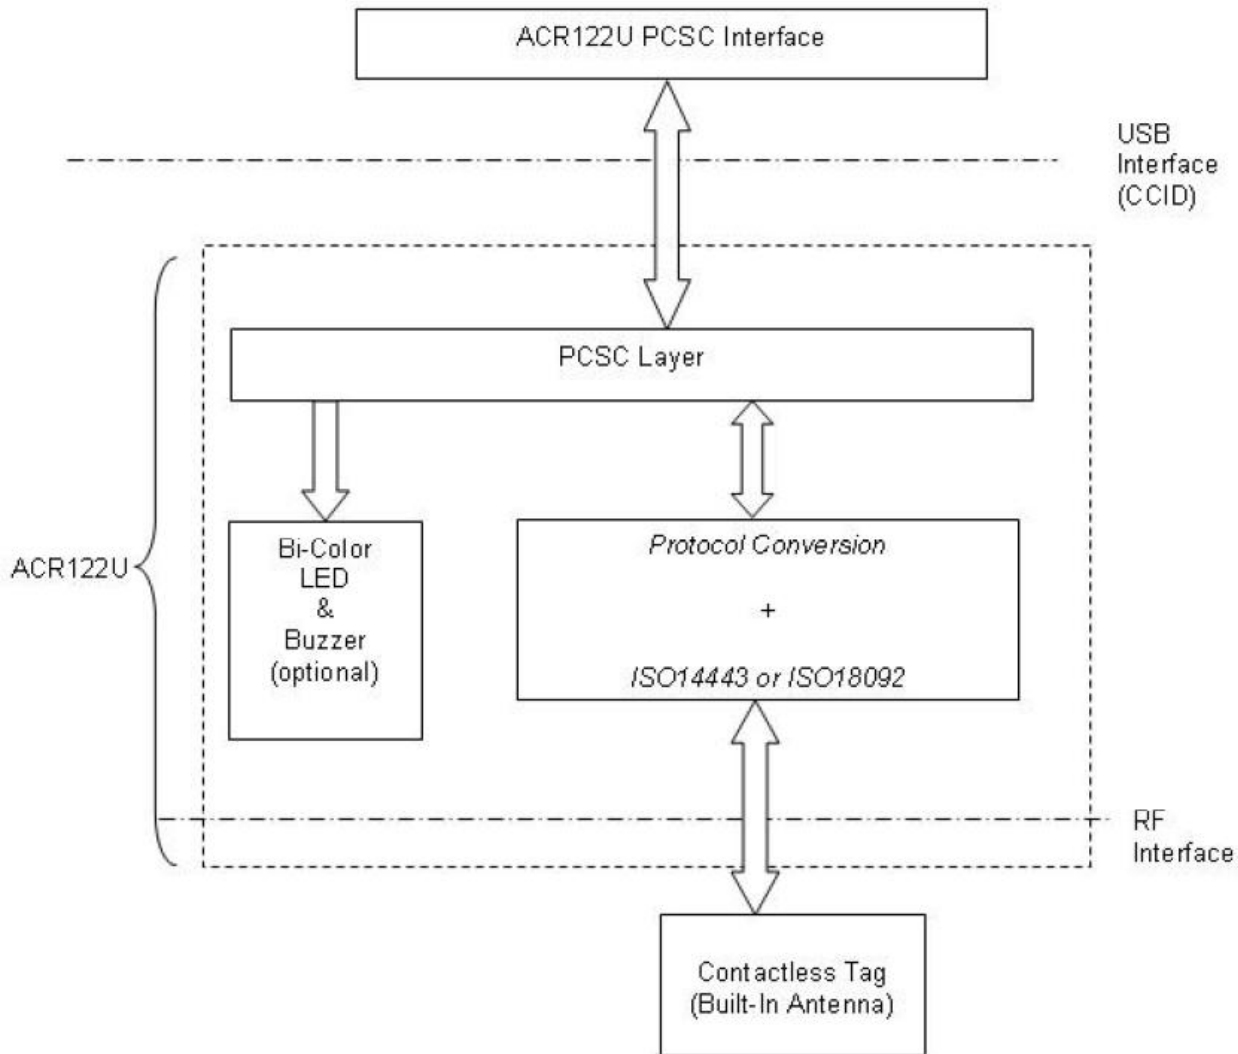 ACR122U PCSC Interface
USB
Interface
(CCID)
PCSC Layer
Bi-Color
LED
&
Buzzer
(optional)
Protocol Conversion
+
ISO14443 or ISO18092
ACR122U
RF
Interface
Contactless Tag
(Built-In Antenna)